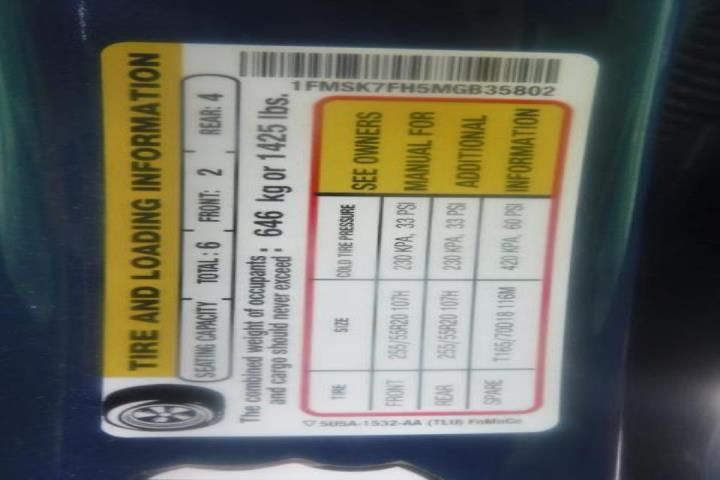 TIRE AND LOADING INFORMATION
SEATING CAPACITY TOTAL: 6 FRONT: 2 REAR: 4
The combined weight of occupants and cargo should never exceed : 646 kg or 1425 lbs.
1FMSK7FH5MGB35802
TIRE SIZE COLD TIRE PRESSURE
FRONT 255/55R20 107H 230 KPA, 33 PSI
REAR 255/55R20 107H 230 KPA, 33 PSI
SPARE T165/70D18 116M 420 KPA, 60 PSI
SEE OWNERS
MANUAL FOR
ADDITIONAL
INFORMATION
5U5A-1532-AA (TLU) FoMoCo